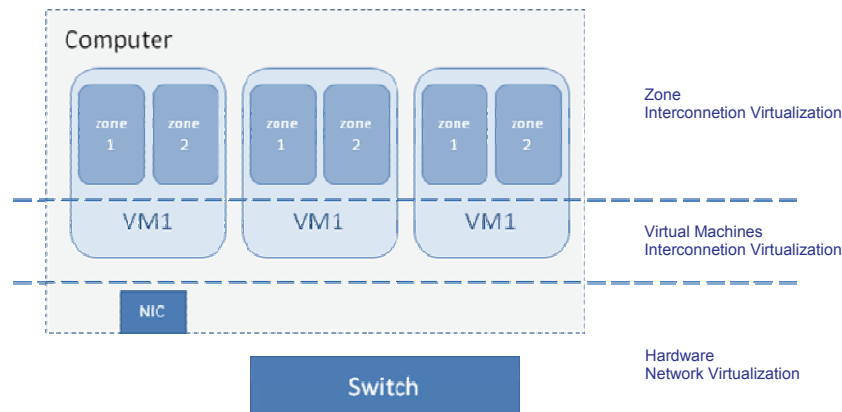 Computer
zone
1
zone
2
zone
1
zone
2
zone
1
zone
2
Zone
Interconnetion Virtualization
VM1
VM1
VM1
Virtual Machines
Interconnetion Virtualization
NIC
Hardware
Network Virtualization
Switch